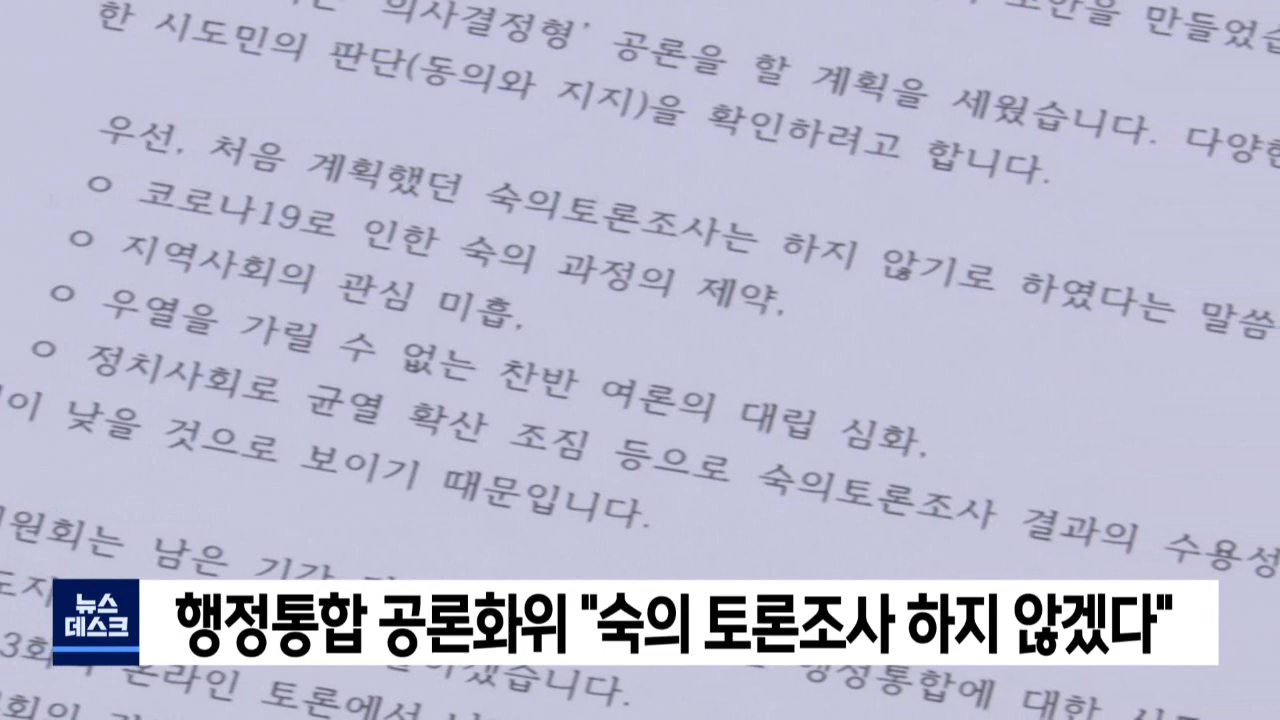 의사결정형' 공론을 할 계획을 세웠습니다. 다양한
한 시도민의 판단(동의와 지지)을 확인하려고 합니다.
우선, 처음 계획했던 숙의토론조사는 하지 않기로 하였다는 말씀
ㅇ 코로나19로 인한 숙의 과정의 제약,
ㅇ 지역사회의 관심 미흡,
ㅇ 우열을 가릴 수 없는 찬반 여론의 대립 심화,
ㅇ 정치사회로 균열 확산 조짐 등으로 숙의토론조사 결과의 수용성
이 낮을 것으로 보이기 때문입니다.
위원회는 남은 기간
온라인 토론에서
행정통합에 대한
뉴스
데스크
행정통합 공론화위 "숙의 토론조사 하지 않겠다"